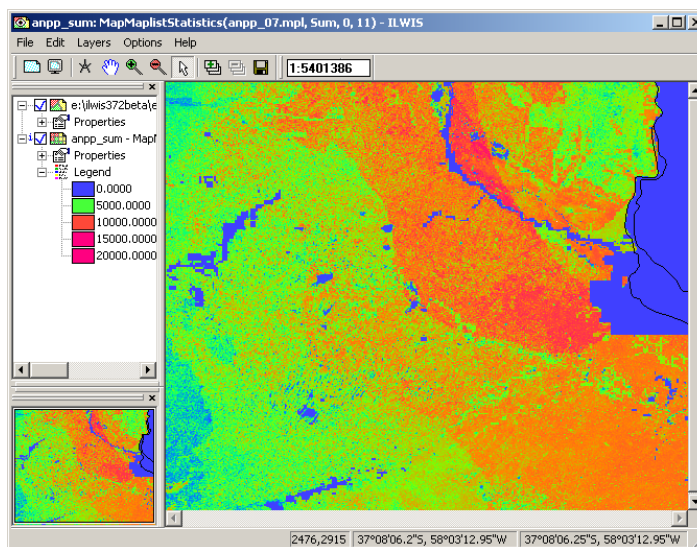 anpp_sum: MapMaplistStatistics(anpp_07.mpl, Sum, 0, 11) - ILWIS
File Edit Layers Options Help
1:5401386
e:\ilwis372beta\e
Properties
anpp_sum - MapM
Properties
Legend
0.0000
5000.0000
10000.0000
15000.0000
20000.0000
2476,2915 37°08'06.2"S, 58°03'12.95"W 37°08'06.25"S, 58°03'12.95"W